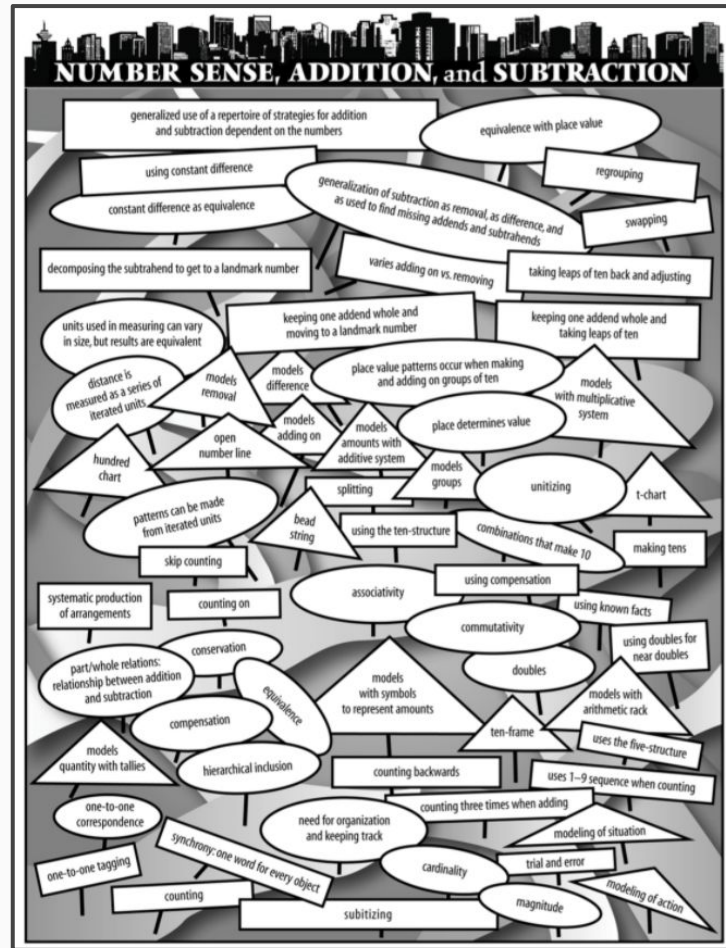 NUMBER SENSE, ADDITION, and SUBTRACTION
generalized use of a repertoire of strategies for addition
and subtraction dependent on the numbers
equivalence with place value
using constant difference
regrouping
constant difference as equivalence
generalization of subtraction as removal, as difference, and
as used to find missing addends and subtrahends
swapping
decomposing the subtrahend to get to a landmark number
varies adding on vs. removing
taking leaps of ten back and adjusting
units used in measuring can vary
in size, but results are equivalent
keeping one addend whole and
moving to a landmark number
keeping one addend whole and
taking leaps of ten
distance is
measured as a series of
iterated units
models
removal
models
difference
place value patterns occur when making
and adding on groups of ten
models
with multiplicative
system
hundred
chart
open
number line
models
adding on
models
amounts with
additive system
place determines value
models
groups
unitizing
t-chart
patterns can be made
from iterated units
bead
string
splitting
using the ten-structure
combinations that make 10
making tens
skip counting
systematic production
of arrangements
counting on
associativity
using compensation
using known facts
commutativity
using doubles for
near doubles
conservation
part/whole relations:
relationship between addition
and subtraction
equivalence
models
with symbols
to represent amounts
doubles
models with
arithmetic rack
compensation
ten-frame
uses the five-structure
models
quantity with tallies
hierarchical inclusion
counting backwards
uses 1–9 sequence when counting
one-to-one
correspondence
need for organization
and keeping track
counting three times when adding
modeling of situation
one-to-one tagging
synchrony: one word for every object
cardinality
trial and error
modeling of action
counting
subitizing
magnitude